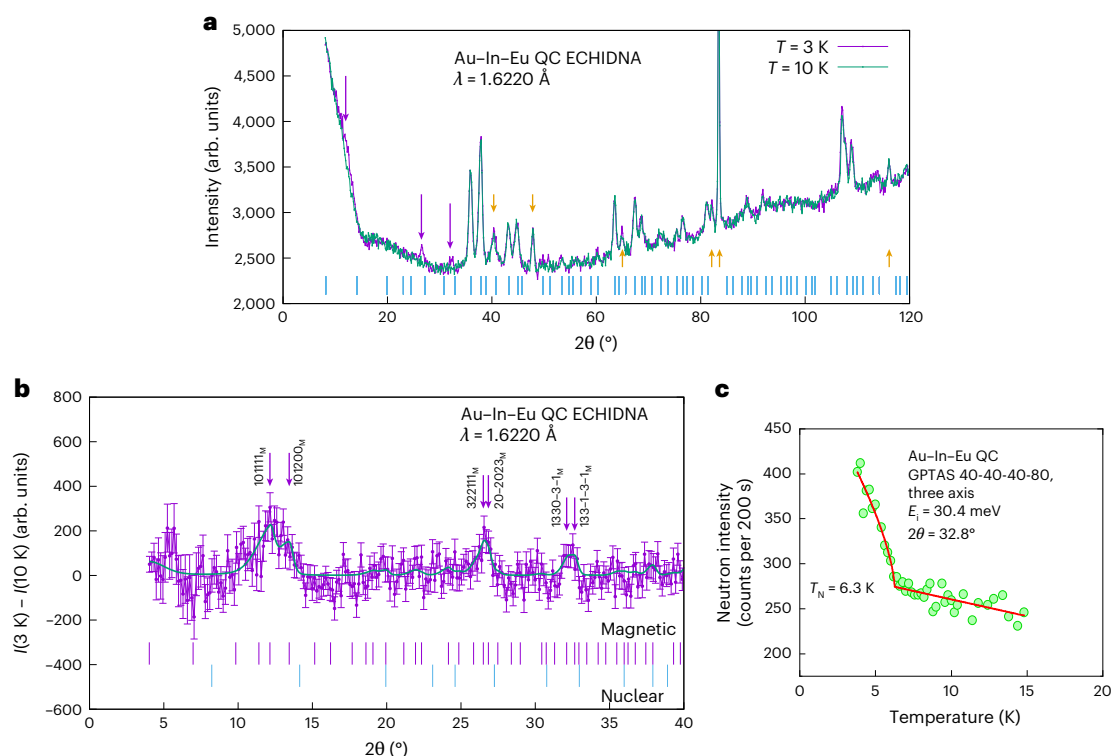 a
5,000
4,500
4,000
3,500
3,000
2,500
2,000
Intensity (arb. units)
Au–In–Eu QC ECHIDNA
λ = 1.6220 Å
T = 3 K
T = 10 K
0
20
40
60
80
100
120
2θ (°)
b
800
600
400
200
0
−200
−400
−600
I(3 K) – I(10 K) (arb. units)
Au–In–Eu QC ECHIDNA
λ = 1.6220 Å
101111M
101200M
322111M
20–2023M
1330–3–1M
133–1–3–1M
Magnetic
Nuclear
0
5
10
15
20
25
30
35
40
2θ (°)
c
450
400
350
300
250
200
Neutron intensity
(counts per 200 s)
Au–In–Eu QC
GPTAS 40-40-40-80,
three axis
Ei = 30.4 meV
2θ = 32.8°
TN = 6.3 K
0
5
10
15
20
Temperature (K)